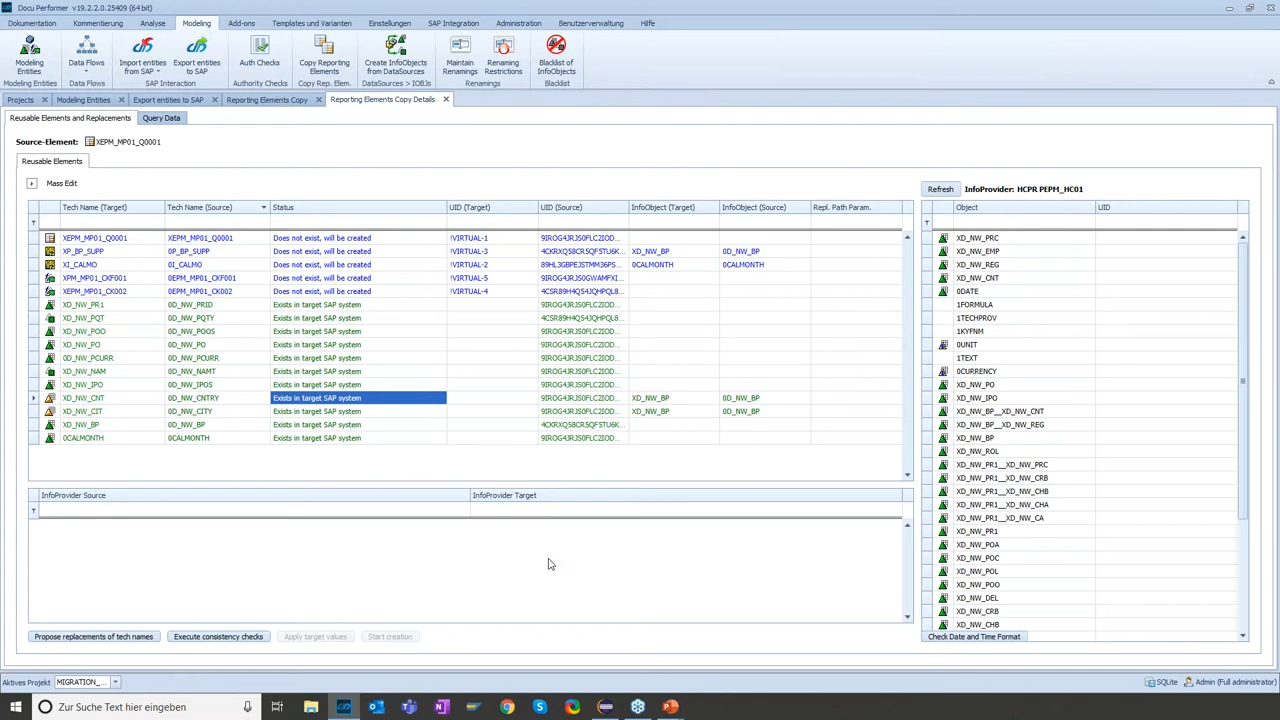 Docu Performer v19.2.2.0.25409 (64 bit)
Dokumentation Kommentierung Analyse Modeling Add-ons Templates und Varianten Einstellungen SAP Integration Administration Benutzerverwaltung Hilfe
Modeling Entities Data Flows Import entities from SAP Export entities to SAP Auth Checks Copy Reporting Elements Create InfoObjects from DataSources Maintain Renamings Renaming Restrictions Blacklist of InfoObjects
Modeling Entities Data Flows SAP Interaction Authority Checks Copy Rep. Elem. DataSources > IOBJs Renamings Blacklist
Projects Modeling Entities Export entities to SAP Reporting Elements Copy Reporting Elements Copy Details
Reusable Elements and Replacements Query Data
Source-Element: XEPM_MP01_Q0001
Reusable Elements
Mass Edit
Refresh InfoProvider: HCPR PEPM_HC01
Tech Name (Target) Tech Name (Source) Status UID (Target) UID (Source) InfoObject (Target) InfoObject (Source) Repl. Path Param.
XEPM_MP01_Q0001 XEPM_MP01_Q0001 Does not exist, will be created !VIRTUAL-1 9IROG4JRJS0FLC2IOD...
XP_BP_SUPP 0P_BP_SUPP Does not exist, will be created !VIRTUAL-3 4CKRXQ58CR5QF5TU6K... XD_NW_BP 0D_NW_BP
XI_CALMO 0I_CALMO Does not exist, will be created !VIRTUAL-2 89HL3GBPEJSTMM36PS... 0CALMONTH 0CALMONTH
XPM_MP01_CKF001 0EPM_MP01_CKF001 Does not exist, will be created !VIRTUAL-5 9IROG4JRJS0GWAMFXI...
XEPM_MP01_CK002 0EPM_MP01_CK002 Does not exist, will be created !VIRTUAL-4 4CSR89H4Q54JQHPQL8...
XD_NW_PR1 0D_NW_PRID Exists in target SAP system 9IROG4JRJS0FLC2IOD...
XD_NW_PQT 0D_NW_PQTY Exists in target SAP system 4CSR89H4Q54JQHPQL8...
XD_NW_POO 0D_NW_POOS Exists in target SAP system 9IROG4JRJS0FLC2IOD...
XD_NW_PO 0D_NW_PO Exists in target SAP system 9IROG4JRJS0FLC2IOD...
0D_NW_PCURR 0D_NW_PCURR Exists in target SAP system 9IROG4JRJS0FLC2IOD...
XD_NW_NAM 0D_NW_NAMT Exists in target SAP system 9IROG4JRJS0FLC2IOD...
XD_NW_IPO 0D_NW_IPOS Exists in target SAP system 9IROG4JRJS0FLC2IOD...
XD_NW_CNT 0D_NW_CNTRY Exists in target SAP system 9IROG4JRJS0FLC2IOD... XD_NW_BP 0D_NW_BP
XD_NW_CIT 0D_NW_CITY Exists in target SAP system 9IROG4JRJS0FLC2IOD... XD_NW_BP 0D_NW_BP
XD_NW_BP 0D_NW_BP Exists in target SAP system 4CKRXQ58CR5QF5TU6K...
0CALMONTH 0CALMONTH Exists in target SAP system 9IROG4JRJS0FLC2IOD...
InfoProvider Source InfoProvider Target
Propose replacements of tech names Execute consistency checks Apply target values Start creation
Object UID
XD_NW_PRC
XD_NW_EMP
XD_NW_REG
XD_NW_CNT
0DATE
1FORMULA
1TECHPROV
1KYFNM
0UNIT
1TEXT
0CURRENCY
XD_NW_PO
XD_NW_IPO
XD_NW_BP__XD_NW_CNT
XD_NW_BP__XD_NW_REG
XD_NW_BP
XD_NW_ROL
XD_NW_PR1__XD_NW_PRC
XD_NW_PR1__XD_NW_CRB
XD_NW_PR1__XD_NW_CHB
XD_NW_PR1__XD_NW_CHA
XD_NW_PR1__XD_NW_CA
XD_NW_PR1
XD_NW_POA
XD_NW_POC
XD_NW_POL
XD_NW_POO
XD_NW_DEL
XD_NW_CRB
XD_NW_CHB
Check Date and Time Format
Aktives Projekt MIGRATION_... SQLite Admin (Full administrator)
Zur Suche Text hier eingeben